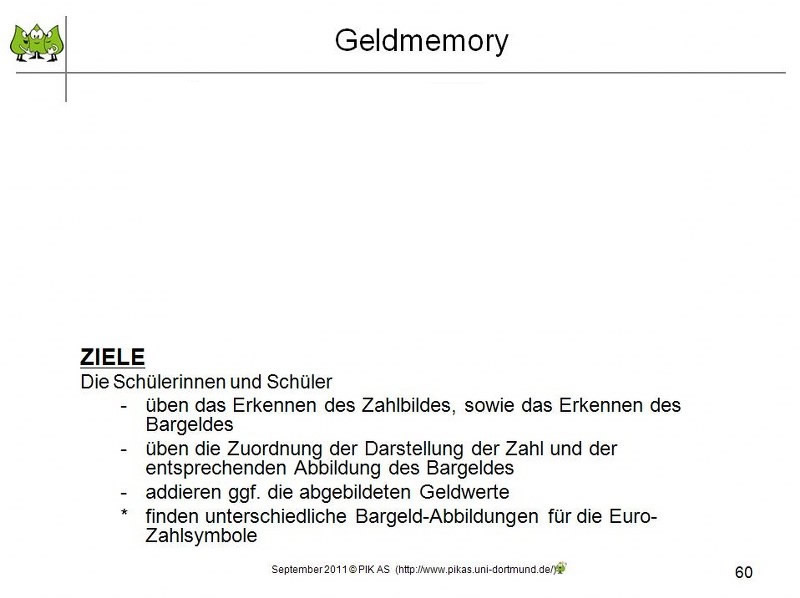 Geldmemory
ZIELE
Die Schülerinnen und Schüler
- üben das Erkennen des Zahlbildes, sowie das Erkennen des
Bargeldes
- üben die Zuordnung der Darstellung der Zahl und der
entsprechenden Abbildung des Bargeldes
- addieren ggf. die abgebildeten Geldwerte
* finden unterschiedliche Bargeld-Abbildungen für die Euro-
Zahlsymbole
September 2011 © PIK AS (http://www.pikas.uni-dortmund.de/)
60